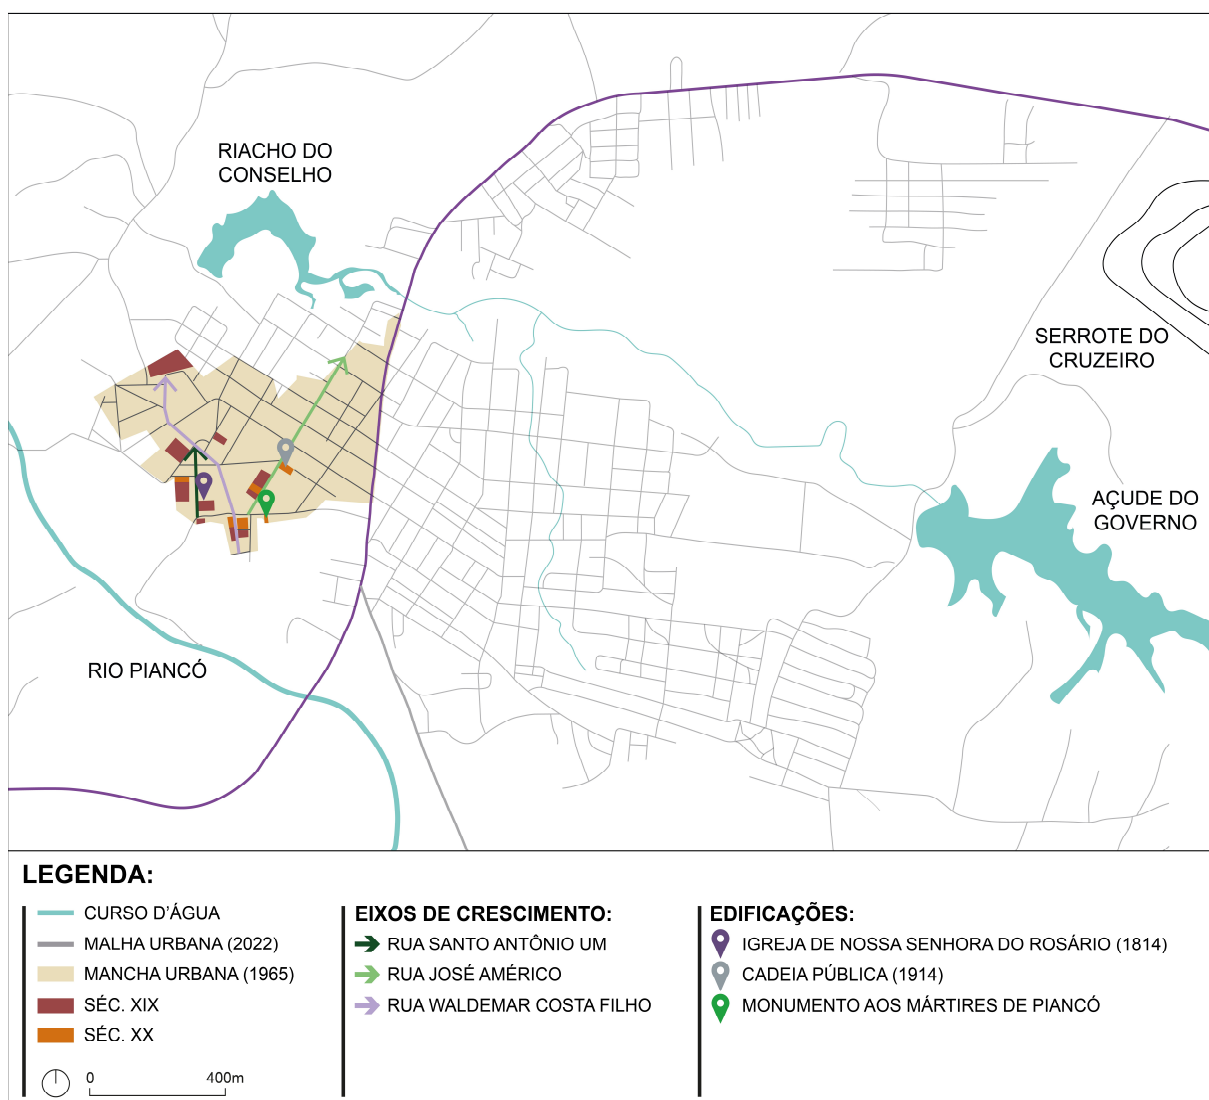 RIACHO DO
CONSELHO
SERROTE DO
CRUZEIRO
AÇUDE DO
GOVERNO
RIO PIANCÓ
LEGENDA:
CURSO D'ÁGUA
MALHA URBANA (2022)
MANCHA URBANA (1965)
SÉC. XIX
SÉC. XX
0 400m
EIXOS DE CRESCIMENTO:
RUA SANTO ANTÔNIO UM
RUA JOSÉ AMÉRICO
RUA WALDEMAR COSTA FILHO
EDIFICAÇÕES:
IGREJA DE NOSSA SENHORA DO ROSÁRIO (1814)
CADEIA PÚBLICA (1914)
MONUMENTO AOS MÁRTIRES DE PIANCÓ